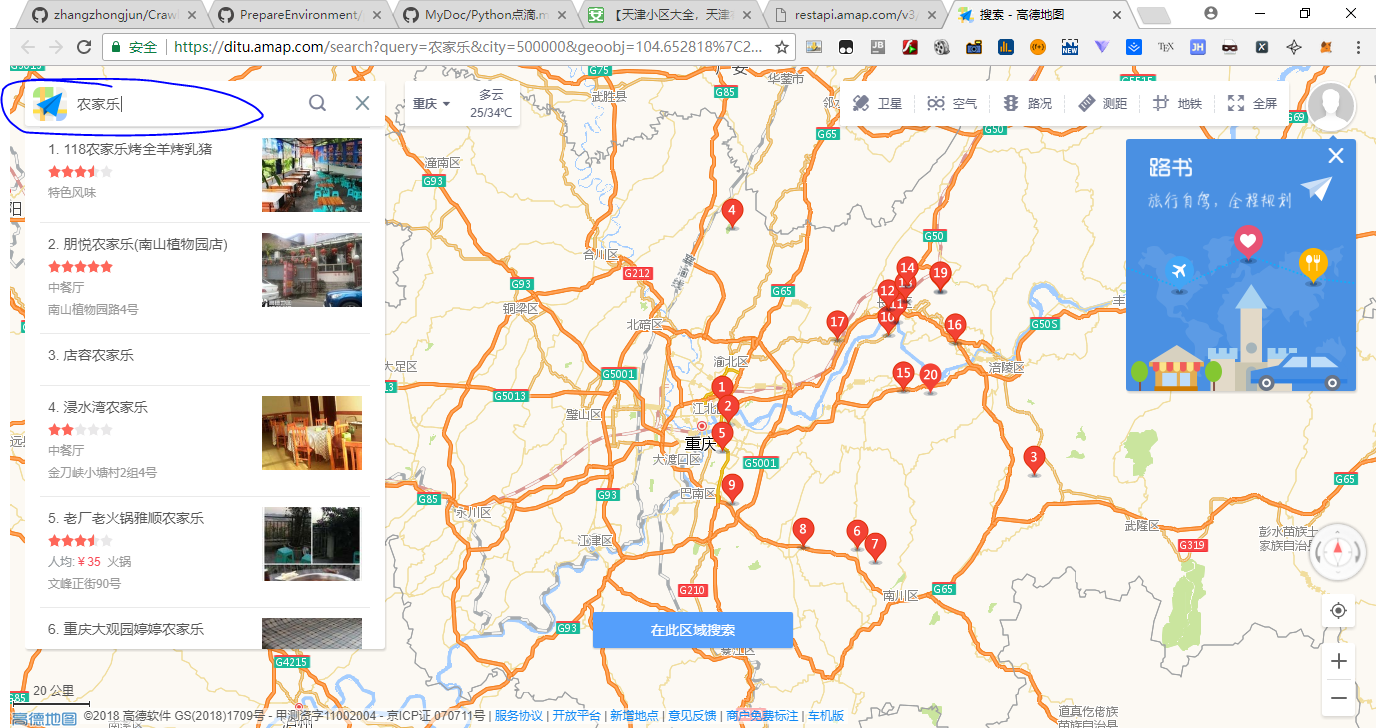 zhangzhongjun/Craw
PrepareEnvironment/
MyDoc/Python点滴.m
【天津小区大全，天津
restapi.amap.com/v3/
搜索 - 高德地图
安全
https://ditu.amap.com/search?query=农家乐&city=500000&geoobj=104.652818%7C2...
农家乐
重庆
多云
25/34℃
卫星
空气
路况
测距
地铁
全屏
1. 118农家乐烤全羊烤乳猪
特色风味
2. 朋悦农家乐(南山植物园店)
中餐厅
南山植物园路4号
3. 店容农家乐
4. 浸水湾农家乐
中餐厅
金刀峡小塘村2组4号
5. 老厂老火锅雅顺农家乐
人均:￥35 火锅
文峰正街90号
6. 重庆大观园婷婷农家乐
路书
旅行自驾，全程规划
G75
武胜县
华蓥市
G85
G65
G50
G69
潼南区
G93
合川区
G212
G93
铜梁区
北碚区
G65
G50
渝北区
大足区
G5001
G5013
璧山区
江北
重庆
大渡口区
G5001
巴南区
G85
永川区
G93
江津区
G210
G93
綦江区
南川区
G65
涪陵区
G50S
武隆区
G319
彭水苗族土
家族自治县
G65
道真仡佬族
苗族自治县
G4215
G85
1
2
3
4
5
6
7
8
9
10
11
12
13
14
15
16
17
19
20
在此区域搜索
20 公里
高德地图
©2018 高德软件 GS(2018)1709号 - 甲测资字11002004 - 京ICP证 070711号 | 服务协议 | 开放平台 | 新增地点 | 意见反馈 | 商户免费标注 | 车机版